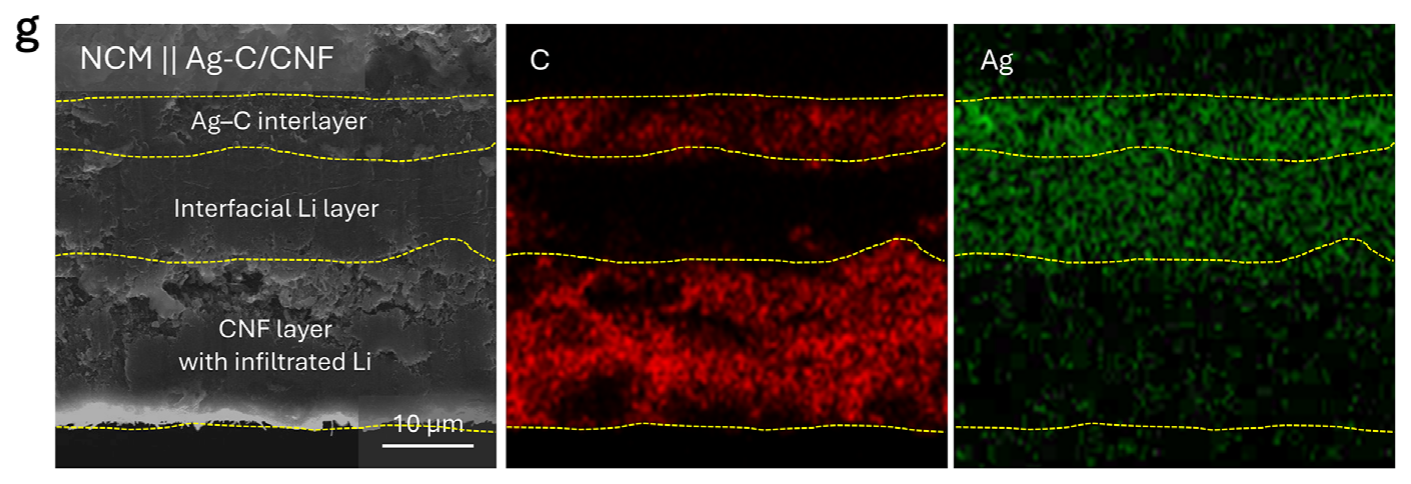 g
NCM || Ag-C/CNF
Ag–C interlayer
Interfacial Li layer
CNF layer
with infiltrated Li
10 µm
C
Ag